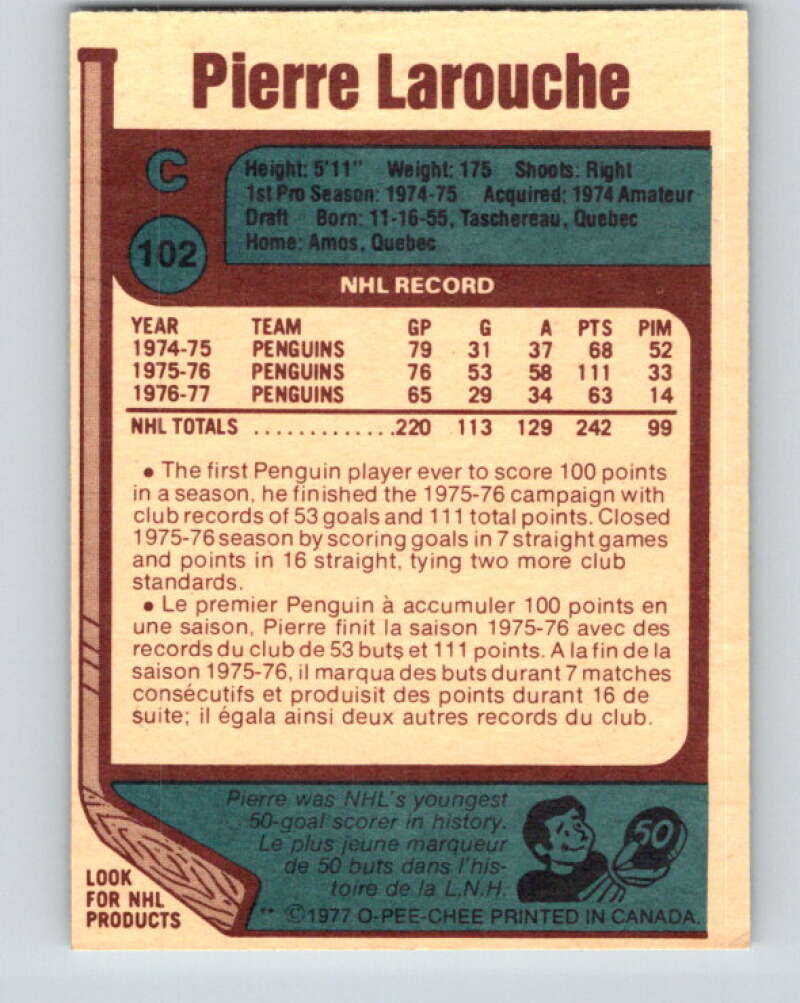 Pierre Larouche
C
Height: 5'11" Weight: 175 Shoots: Right
1st Pro Season: 1974-75 Acquired: 1974 Amateur
Draft Born: 11-16-55, Taschereau, Quebec
Home: Amos, Quebec
102
NHL RECORD
YEAR TEAM GP G A PTS PIM
1974-75 PENGUINS 79 31 37 68 52
1975-76 PENGUINS 76 53 58 111 33
1976-77 PENGUINS 65 29 34 63 14
NHL TOTALS .............220 113 129 242 99
• The first Penguin player ever to score 100 points
in a season, he finished the 1975-76 campaign with
club records of 53 goals and 111 total points. Closed
1975-76 season by scoring goals in 7 straight games
and points in 16 straight, tying two more club
standards.
• Le premier Penguin à accumuler 100 points en
une saison, Pierre finit la saison 1975-76 avec des
records du club de 53 buts et 111 points. A la fin de la
saison 1975-76, il marqua des buts durant 7 matches
consécutifs et produisit des points durant 16 de
suite; il égala ainsi deux autres records du club.
Pierre was NHL's youngest
50-goal scorer in history.
Le plus jeune marqueur
de 50 buts dans l'his-
toire de la L.N.H.
50
LOOK
FOR NHL
PRODUCTS
** ©1977 O-PEE-CHEE PRINTED IN CANADA.